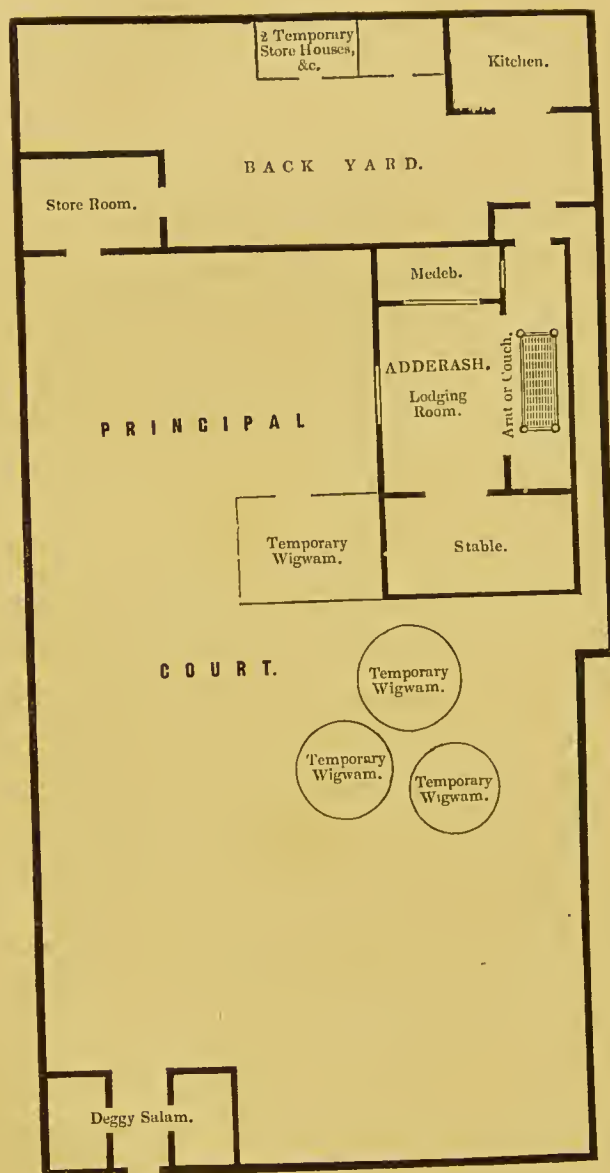 2 Temporary
Store Houses,
&c.
Kitchen.
BACK YARD.
Store Room.
Medeb.
ADDERASH.
Lodging
Room.
Arat or Couch.
PRINCIPAL
Temporary
Wigwam.
Stable.
COURT.
Temporary
Wigwam.
Temporary
Wigwam.
Temporary
Wigwam.
Deggy Salam.